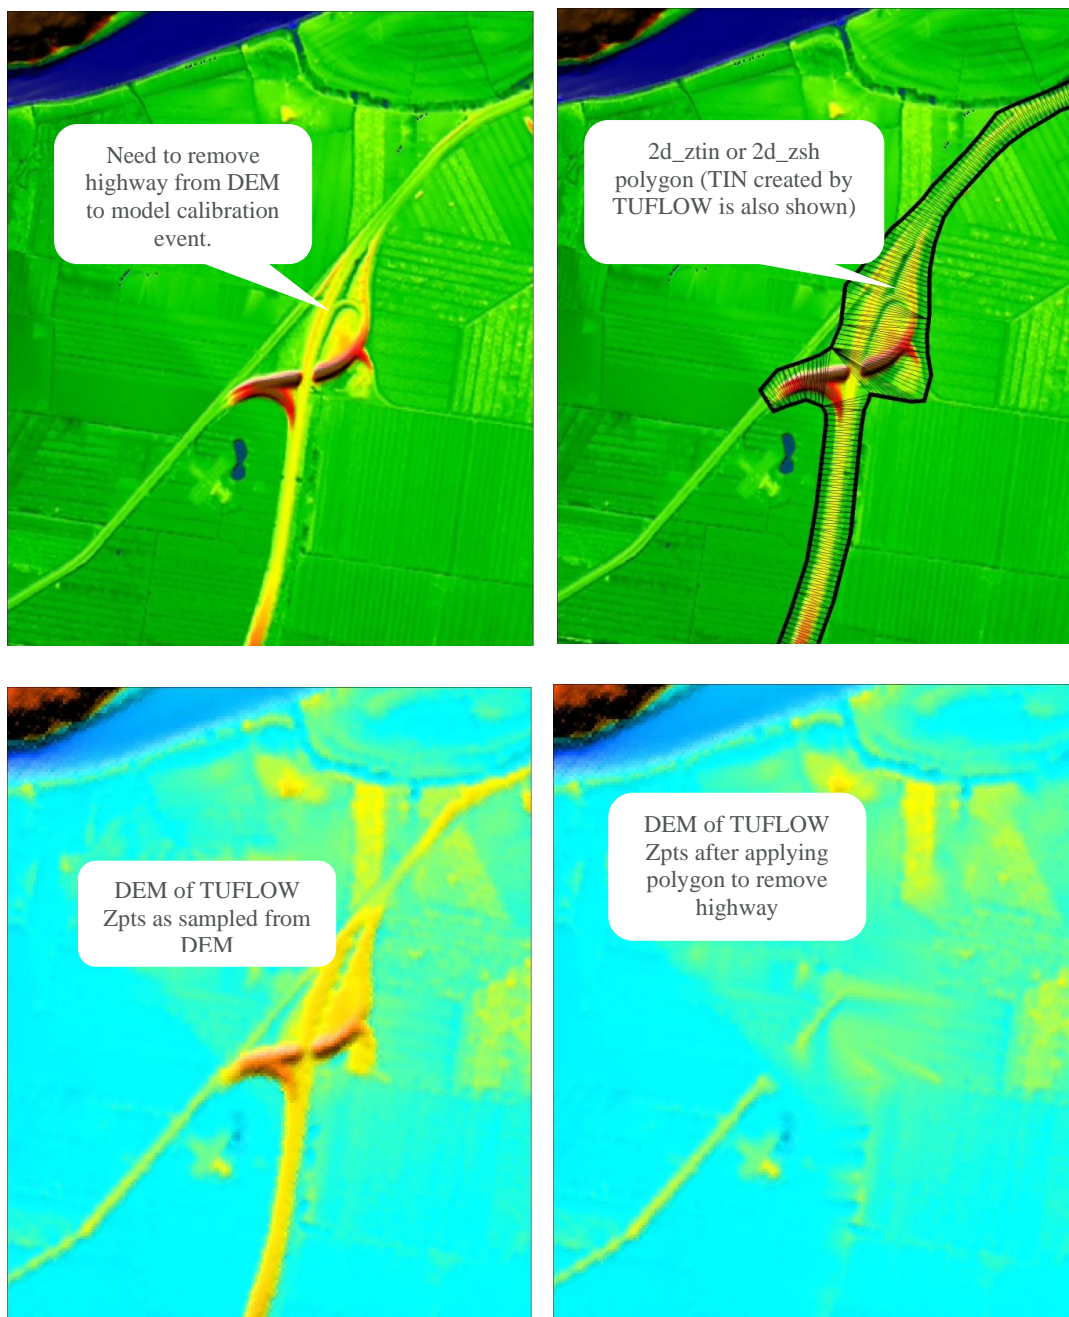 Need to remove
highway from DEM
to model calibration
event.
2d_ztin or 2d_zsh
polygon (TIN created by
TUFLOW is also shown)
DEM of TUFLOW
Zpts as sampled from
DEM
DEM of TUFLOW
Zpts after applying
polygon to remove
highway